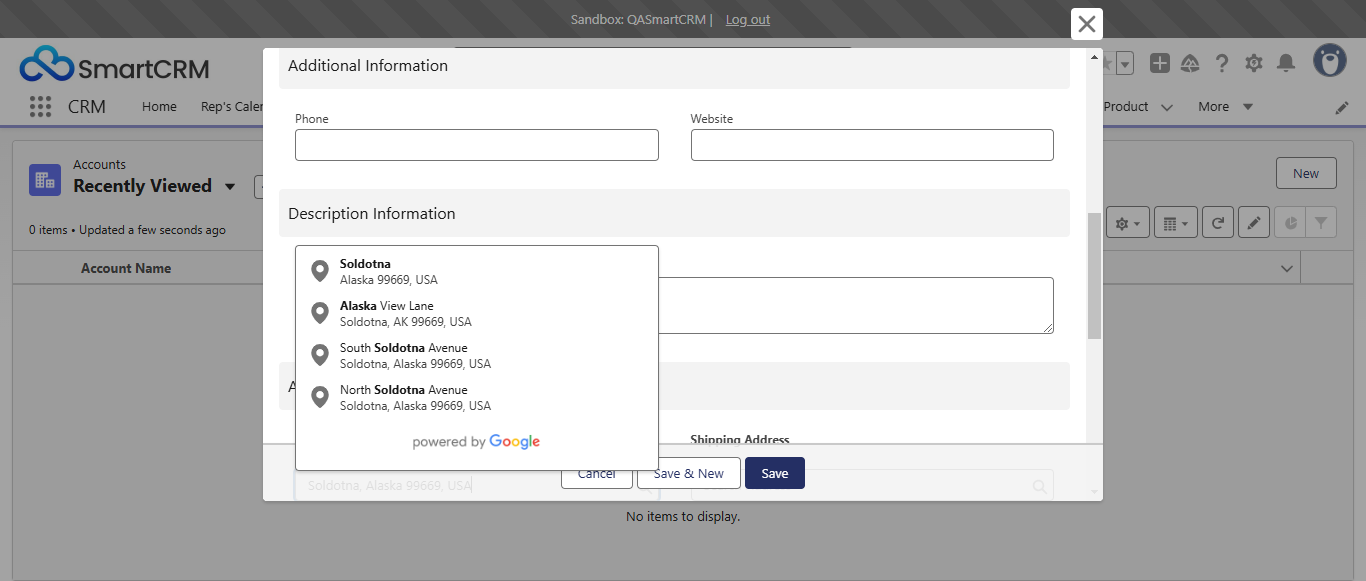 Sandbox: QASmartCRM | Log out
SmartCRM
CRM Home Rep's Caler Product More
Accounts
Recently Viewed
New
0 items • Updated a few seconds ago
Account Name
Additional Information
Phone Website
Description Information
Soldotna
Alaska 99669, USA
Alaska View Lane
Soldotna, AK 99669, USA
South Soldotna Avenue
Soldotna, Alaska 99669, USA
North Soldotna Avenue
Soldotna, Alaska 99669, USA
powered by Google
A
Shipping Address
Cancel Save & New Save
Soldotna, Alaska 99669, USA
No items to display.